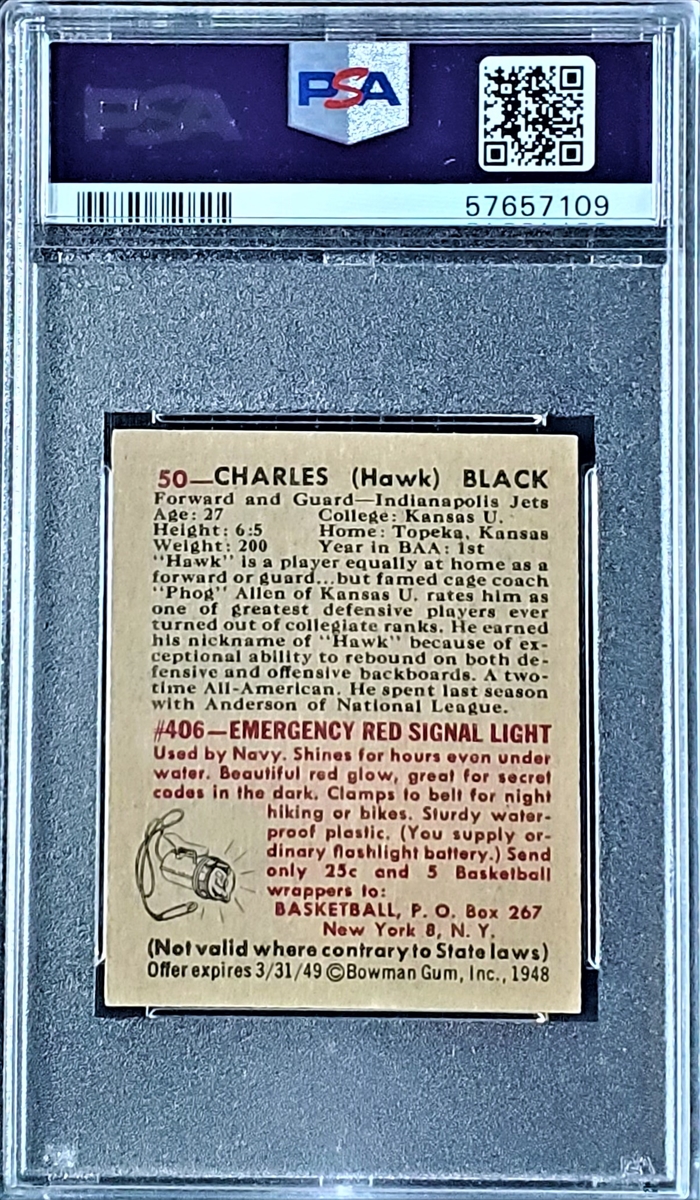 PSA
PSA
57657109
50—CHARLES (Hawk) BLACK
Forward and Guard—Indianapolis Jets
Age: 27 College: Kansas U.
Height: 6:5 Home: Topeka, Kansas
Weight: 200 Year in BAA: 1st
"Hawk" is a player equally at home as a
forward or guard...but famed cage coach
"Phog" Allen of Kansas U. rates him as
one of greatest defensive players ever
turned out of collegiate ranks. He earned
his nickname of "Hawk" because of ex-
ceptional ability to rebound on both de-
fensive and offensive backboards. A two-
time All-American. He spent last season
with Anderson of National League.
#406—EMERGENCY RED SIGNAL LIGHT
Used by Navy. Shines for hours even under
water. Beautiful red glow, great for secret
codes in the dark. Clamps to belt for night
hiking or bikes. Sturdy water-
proof plastic. (You supply or-
dinary flashlight battery.) Send
only 25c and 5 Basketball
wrappers to:
BASKETBALL, P. O. Box 267
New York 8, N. Y.
(Not valid where contrary to State laws)
Offer expires 3/31/49 ©Bowman Gum, Inc., 1948